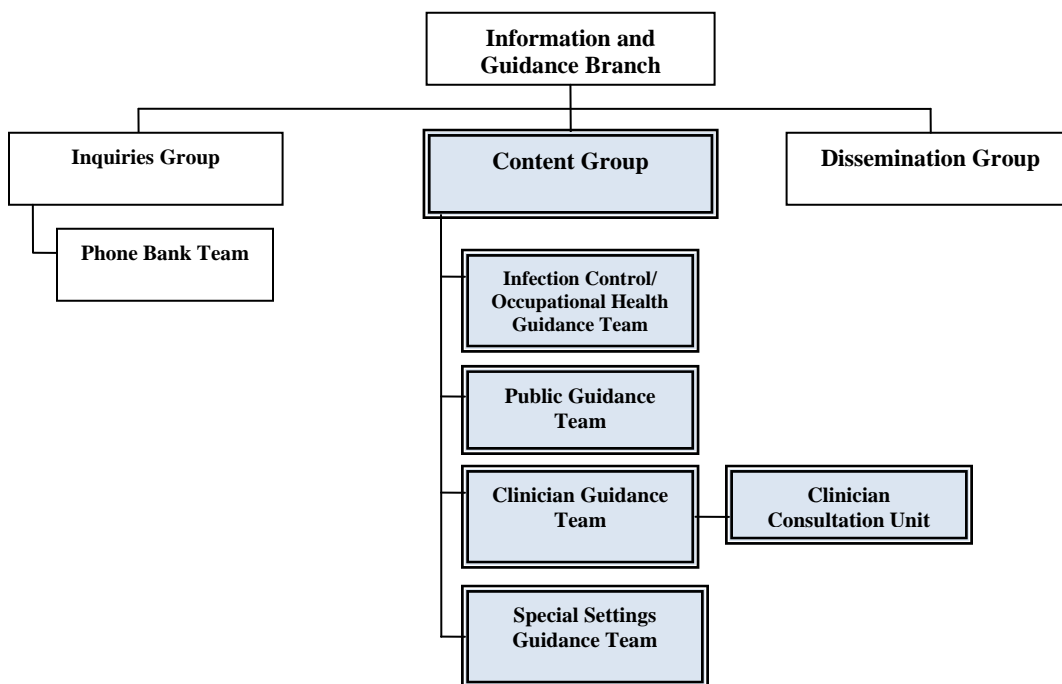 Information and
Guidance Branch
Inquiries Group
Content Group
Dissemination Group
Phone Bank Team
Infection Control/
Occupational Health
Guidance Team
Public Guidance
Team
Clinician Guidance
Team
Clinician
Consultation Unit
Special Settings
Guidance Team